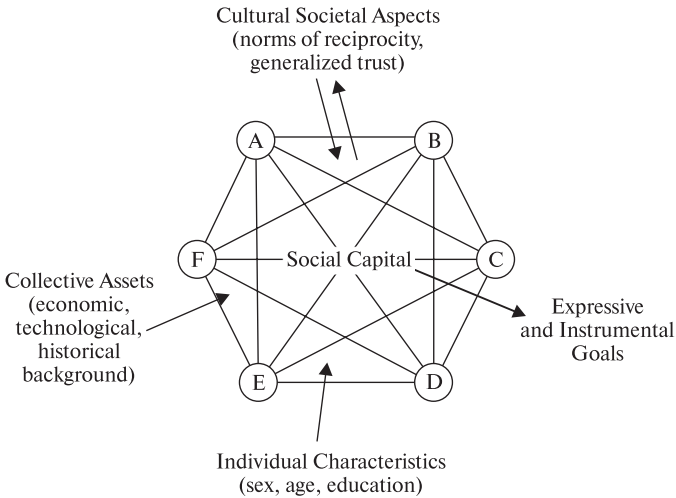 Cultural Societal Aspects
(norms of reciprocity,
generalized trust)
A
B
F
Social Capital
C
Collective Assets
(economic,
technological,
historical
background)
Expressive
and Instrumental
Goals
E
D
Individual Characteristics
(sex, age, education)